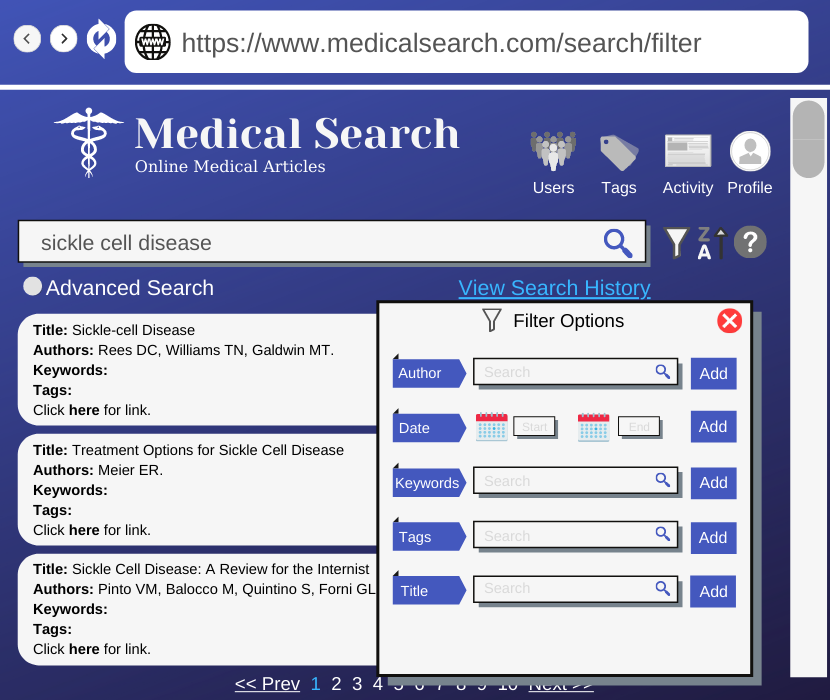 https://www.medicalsearch.com/search/filter
WWW
Medical Search
Online Medical Articles
Users Tags Activity Profile
sickle cell disease
Z
A
?
Advanced Search
View Search History
Filter Options
Title: Sickle-cell Disease
Authors: Rees DC, Williams TN, Galdwin MT.
Keywords:
Tags:
Click here for link.
Title: Treatment Options for Sickle Cell Disease
Authors: Meier ER.
Keywords:
Tags:
Click here for link.
Title: Sickle Cell Disease: A Review for the Internist
Authors: Pinto VM, Balocco M, Quintino S, Forni GL
Keywords:
Tags:
Click here for link.
Author Search Add
Date Start End Add
Keywords Search Add
Tags Search Add
Title Search Add
<< Prev 1 2 3 4 5 6 7 8 9 10 Next >>